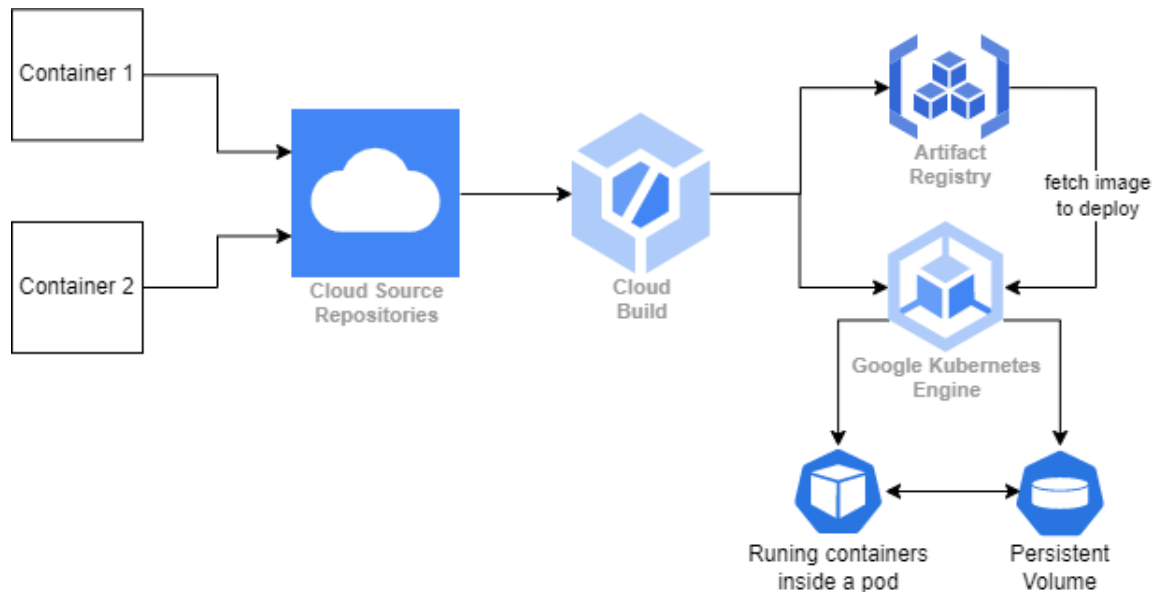 Container 1
Container 2
Cloud Source
Repositories
Cloud
Build
Artifact
Registry
fetch image
to deploy
Google Kubernetes
Engine
Runing containers
inside a pod
Persistent
Volume